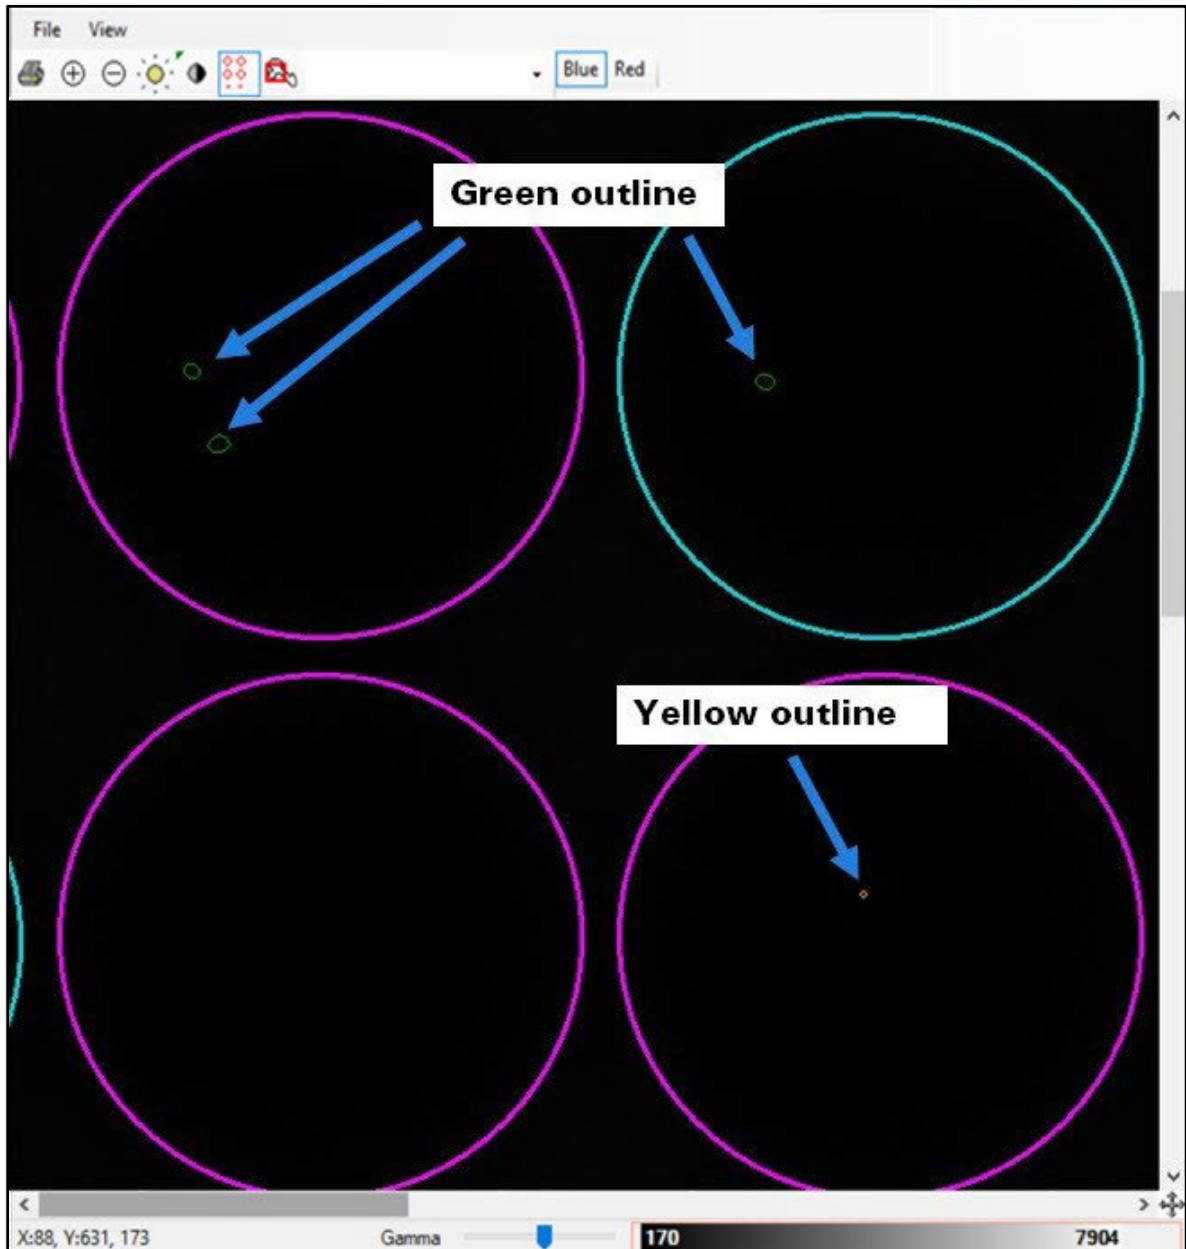 File View
Blue Red
Green outline
Yellow outline
X:88, Y:631, 173 Gamma 170 7904